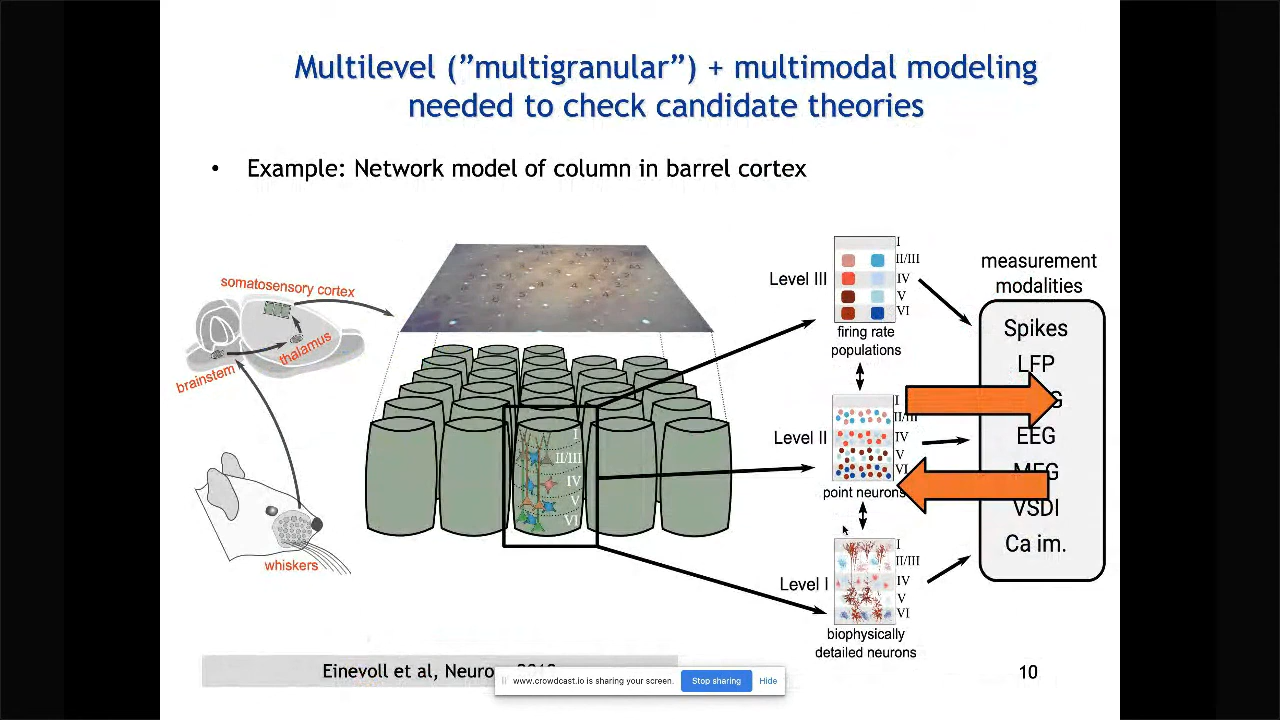 Multilevel ("multigranular") + multimodal modeling
needed to check candidate theories
• Example: Network model of column in barrel cortex
somatosensory cortex
thalamus
brainstem
whiskers
I
II/III
IV
V
VI
Level III
I
II/III
IV
V
VI
firing rate
populations
Level II
I
II/III
IV
V
VI
point neurons
Level I
I
II/III
IV
V
VI
biophysically
detailed neurons
measurement
modalities
Spikes
LFP
G
EEG
MEG
VSDI
Ca im.
Einevoll et al, Neuro
10
www.crowdcast.io is sharing your screen.
Stop sharing
Hide